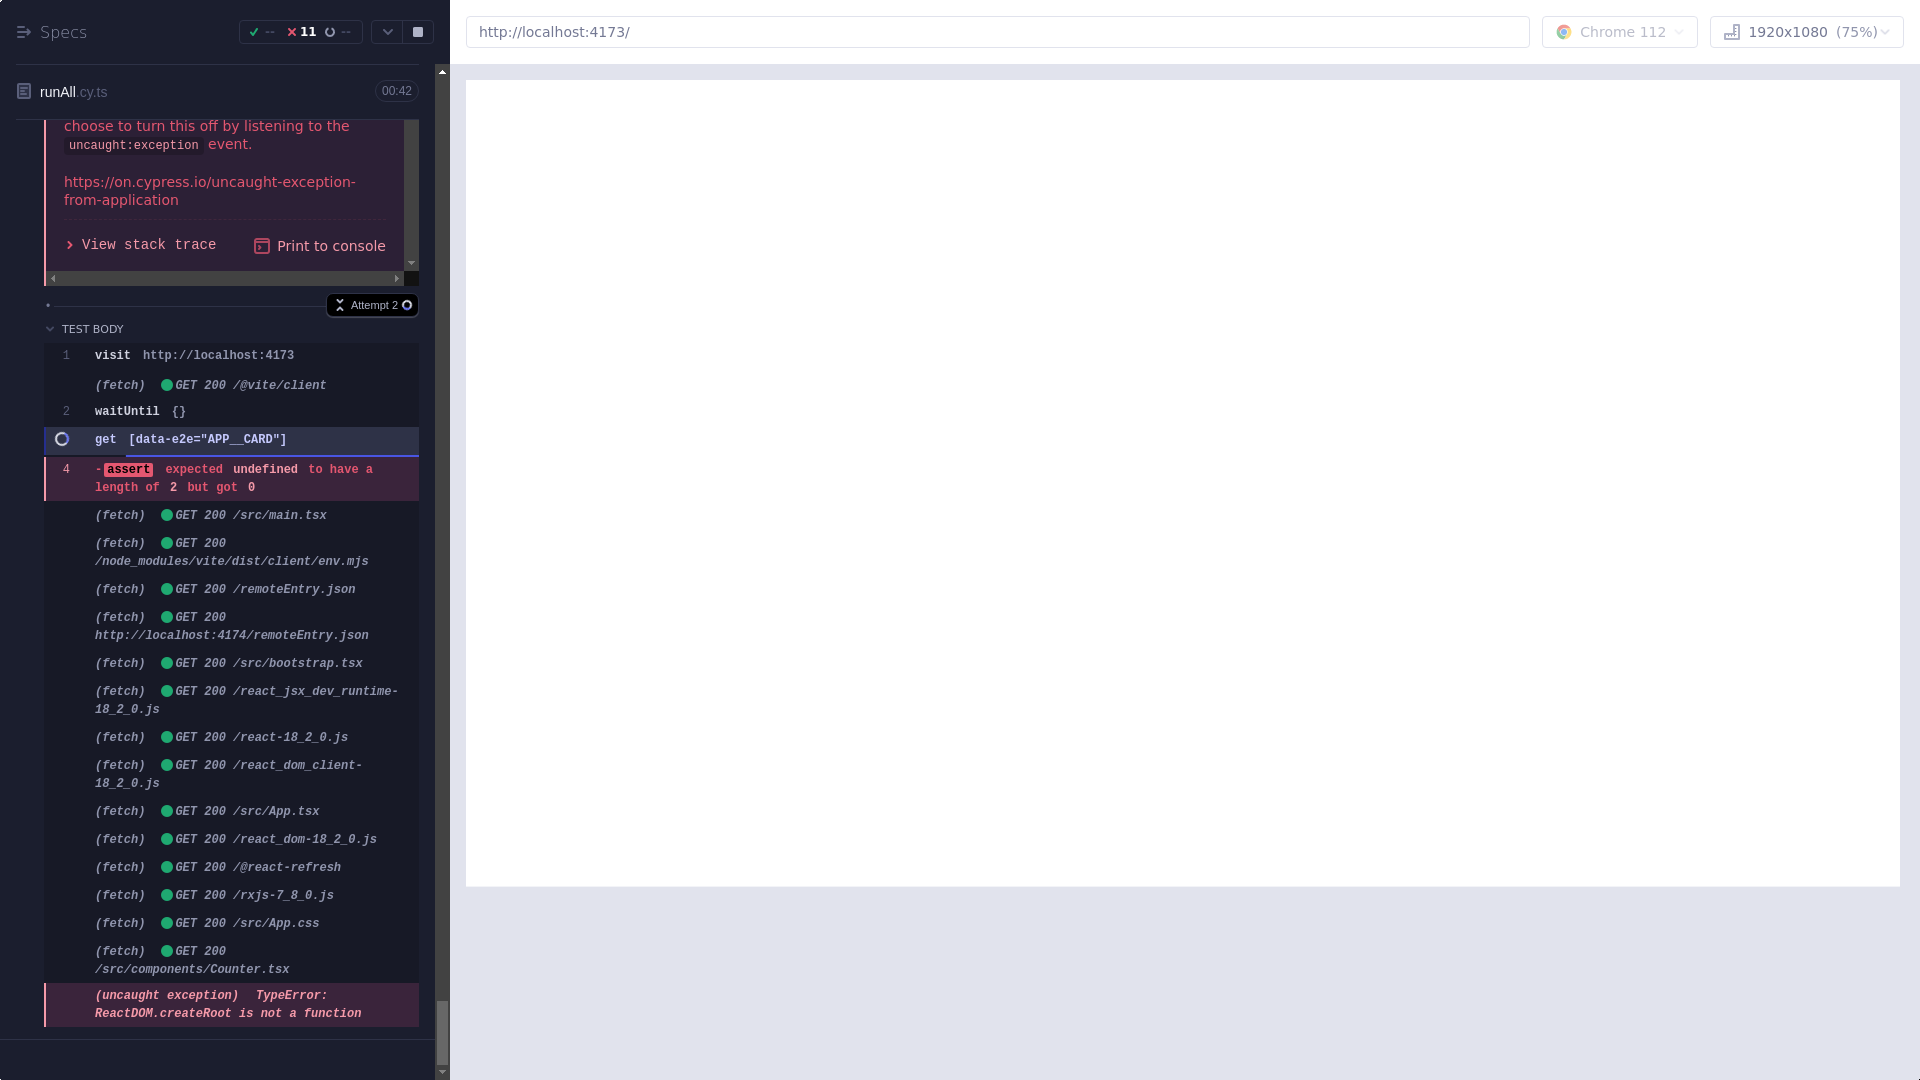 Specs
-- 11 --
http://localhost:4173/
Chrome 112
1920x1080 (75%)
runAll.cy.ts
00:42
choose to turn this off by listening to the
uncaught:exception event.
https://on.cypress.io/uncaught-exception-
from-application
View stack trace
Print to console
Attempt 2
TEST BODY
1 visit http://localhost:4173
(fetch) GET 200 /@vite/client
2 waitUntil {}
get [data-e2e="APP__CARD"]
4 -assert expected undefined to have a
length of 2 but got 0
(fetch) GET 200 /src/main.tsx
(fetch) GET 200
/node_modules/vite/dist/client/env.mjs
(fetch) GET 200 /remoteEntry.json
(fetch) GET 200
http://localhost:4174/remoteEntry.json
(fetch) GET 200 /src/bootstrap.tsx
(fetch) GET 200 /react_jsx_dev_runtime-
18_2_0.js
(fetch) GET 200 /react-18_2_0.js
(fetch) GET 200 /react_dom_client-
18_2_0.js
(fetch) GET 200 /src/App.tsx
(fetch) GET 200 /react_dom-18_2_0.js
(fetch) GET 200 /@react-refresh
(fetch) GET 200 /rxjs-7_8_0.js
(fetch) GET 200 /src/App.css
(fetch) GET 200
/src/components/Counter.tsx
(uncaught exception) TypeError:
ReactDOM.createRoot is not a function